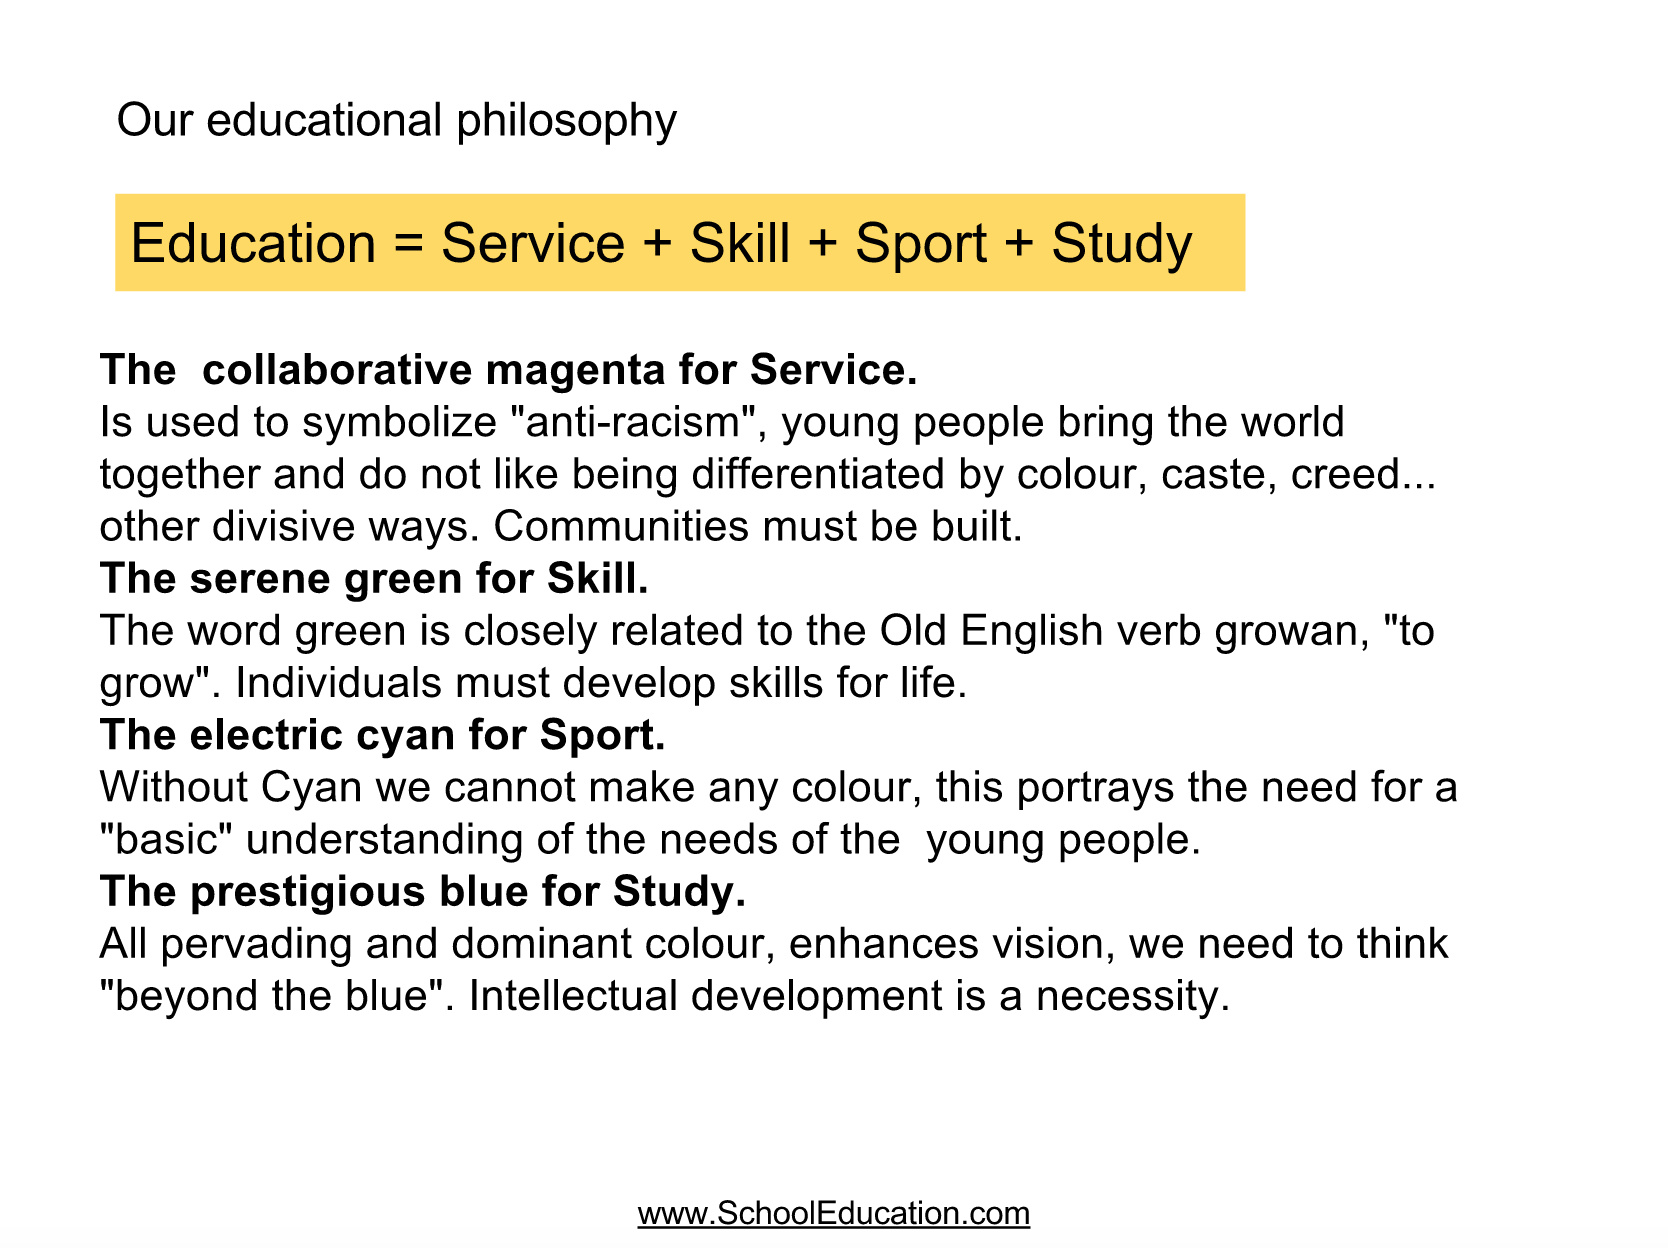 Our educational philosophy
Education = Service + Skill + Sport + Study
The  collaborative magenta for Service.
Is used to symbolize "anti-racism", young people bring the world
together and do not like being differentiated by colour, caste, creed...
other divisive ways. Communities must be built.
The serene green for Skill.
The word green is closely related to the Old English verb growan, "to
grow". Individuals must develop skills for life.
The electric cyan for Sport.
Without Cyan we cannot make any colour, this portrays the need for a
"basic" understanding of the needs of the  young people.
The prestigious blue for Study.
All pervading and dominant colour, enhances vision, we need to think
"beyond the blue". Intellectual development is a necessity.
www.SchoolEducation.com